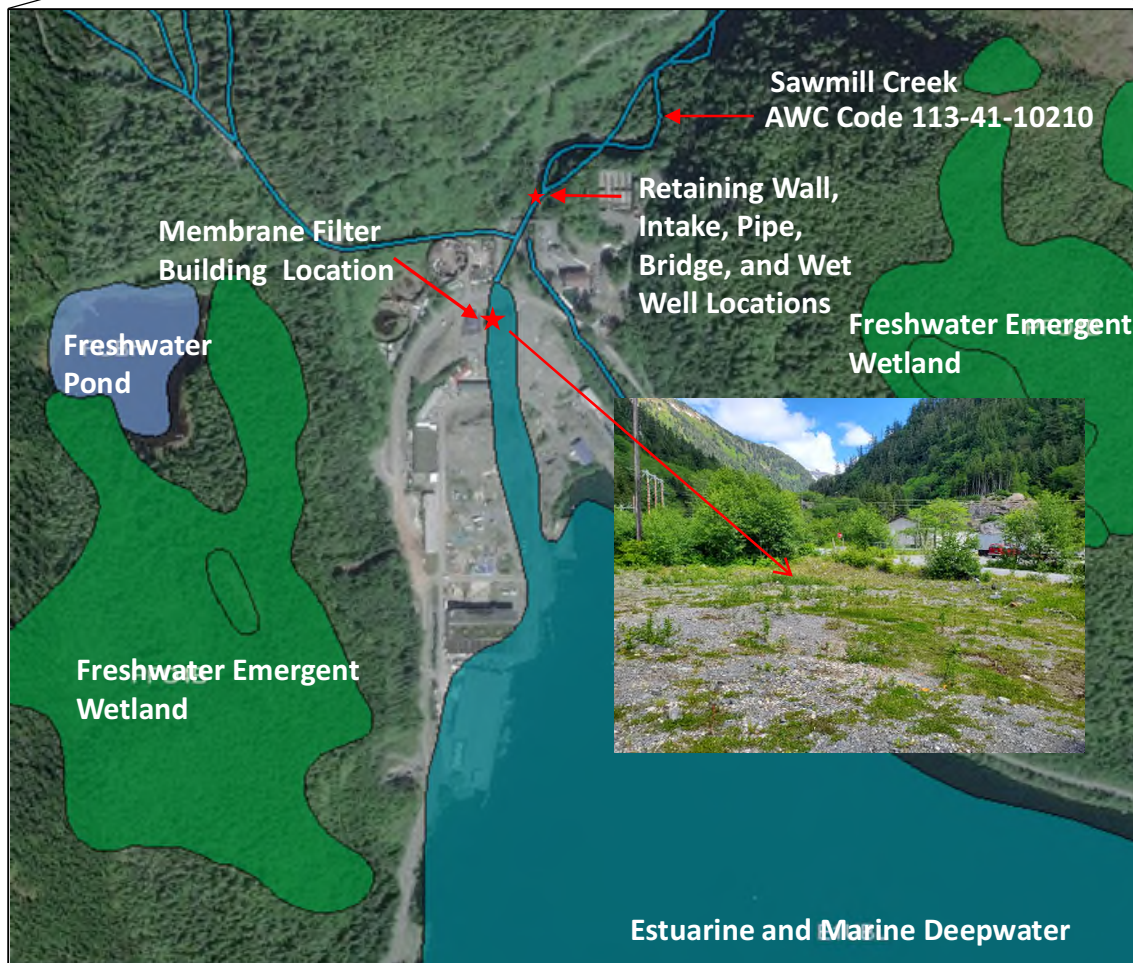 Sawmill Creek
AWC Code 113-41-10210
Retaining Wall,
Intake, Pipe,
Bridge, and Wet
Well Locations
Membrane Filter
Building Location
Freshwater
Pond
Freshwater Emergent
Wetland
Freshwater Emergent
Wetland
Estuarine and Marine Deepwater